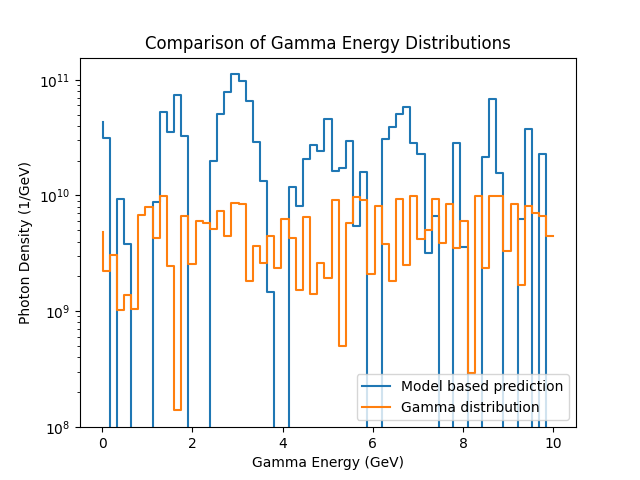 Comparison of Gamma Energy Distributions
Photon Density (1/GeV)
10¹¹
10¹⁰
10⁹
10⁸
0 2 4 6 8 10
Gamma Energy (GeV)
Model based prediction
Gamma distribution